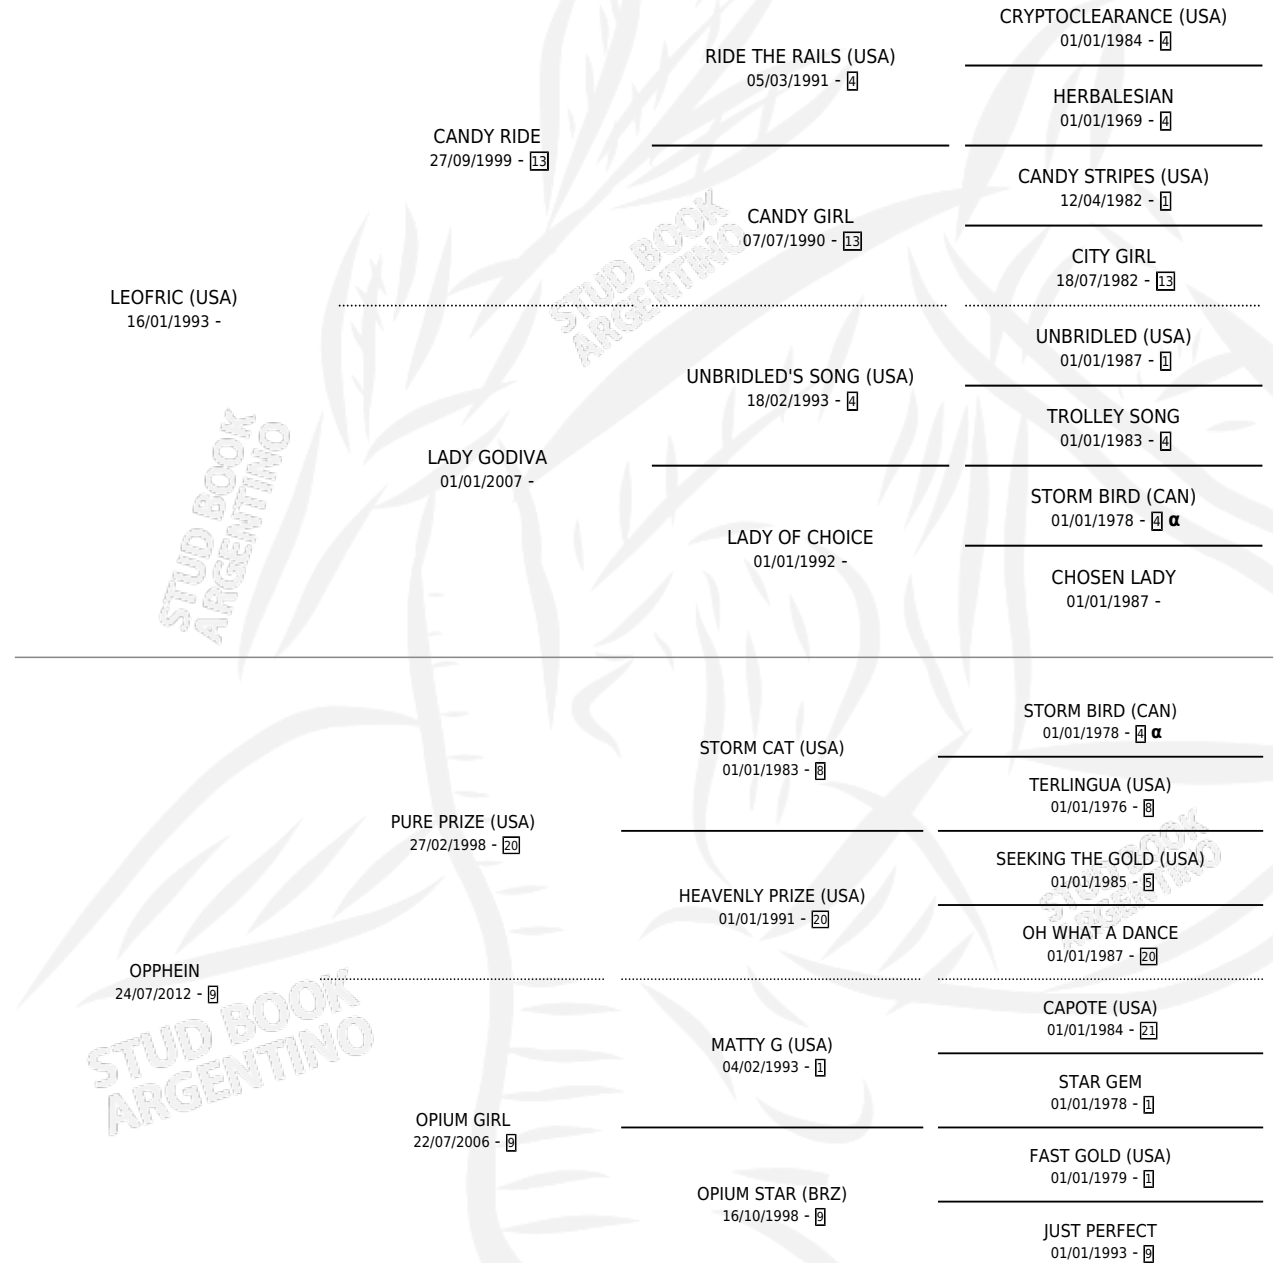 CRYPTOCLEARANCE (USA)
01/01/1984 - 4
RIDE THE RAILS (USA)
05/03/1991 - 4
HERBALESIAN
01/01/1969 - 4
CANDY RIDE
27/09/1999 - 13
CANDY STRIPES (USA)
12/04/1982 - 1
CANDY GIRL
07/07/1990 - 13
CITY GIRL
18/07/1982 - 13
LEOFRIC (USA)
16/01/1993 -
UNBRIDLED (USA)
01/01/1987 - 1
UNBRIDLED'S SONG (USA)
18/02/1993 - 4
TROLLEY SONG
01/01/1983 - 4
LADY GODIVA
01/01/2007 -
STORM BIRD (CAN)
01/01/1978 - 4 α
LADY OF CHOICE
01/01/1992 -
CHOSEN LADY
01/01/1987 -
STORM BIRD (CAN)
01/01/1978 - 4 α
STORM CAT (USA)
01/01/1983 - 8
TERLINGUA (USA)
01/01/1976 - 8
PURE PRIZE (USA)
27/02/1998 - 20
SEEKING THE GOLD (USA)
01/01/1985 - 5
HEAVENLY PRIZE (USA)
01/01/1991 - 20
OH WHAT A DANCE
01/01/1987 - 20
OPPHEIN
24/07/2012 - 9
CAPOTE (USA)
01/01/1984 - 21
MATTY G (USA)
04/02/1993 - 1
STAR GEM
01/01/1978 - 1
OPIUM GIRL
22/07/2006 - 9
FAST GOLD (USA)
01/01/1979 - 1
OPIUM STAR (BRZ)
16/10/1998 - 9
JUST PERFECT
01/01/1993 - 9
STUD BOOK
ARGENTINO
STUD BOOK
ARGENTINO
STUD BOOK
ARGENTINO
STUD BOOK
ARGENTINO